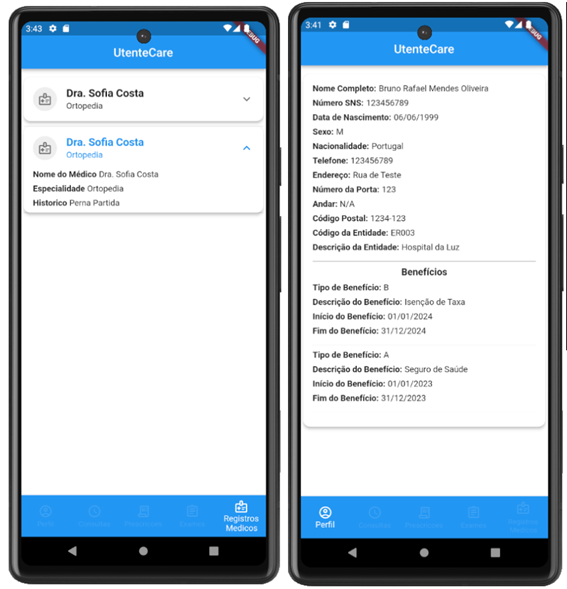 3:43
DEBUG
UtenteCare
Dra. Sofia Costa
Ortopedia
Dra. Sofia Costa
Ortopedia
Nome do Médico Dra. Sofia Costa
Especialidade Ortopedia
Historico Perna Partida
Perfil
Consultas
Prescrições
Exames
Registros
Medicos
3:41
DEBUG
UtenteCare
Nome Completo: Bruno Rafael Mendes Oliveira
Número SNS: 123456789
Data de Nascimento: 06/06/1999
Sexo: M
Nacionalidade: Portugal
Telefone: 123456789
Endereço: Rua de Teste
Número da Porta: 123
Andar: N/A
Código Postal: 1234-123
Código da Entidade: ER003
Descrição da Entidade: Hospital da Luz
Benefícios
Tipo de Benefício: B
Descrição do Benefício: Isenção de Taxa
Início do Benefício: 01/01/2024
Fim do Benefício: 31/12/2024
Tipo de Benefício: A
Descrição do Benefício: Seguro de Saúde
Início do Benefício: 01/01/2023
Fim do Benefício: 31/12/2023
Perfil
Consultas
Exames
Registros
Medicos